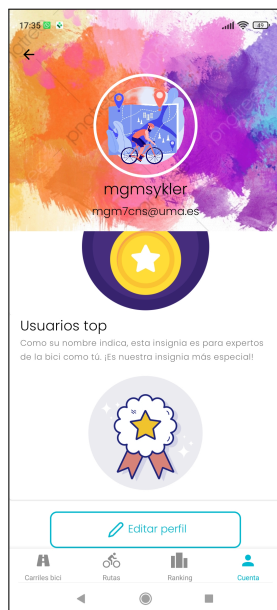 17:35
49
mgmsykler
mgm7cns@uma.es
Usuarios top
Como su nombre indica, esta insignia es para expertos
de la bici como tú. ¡Es nuestra insignia más especial!
Editar perfil
Carriles bici
Rutas
Ranking
Cuenta